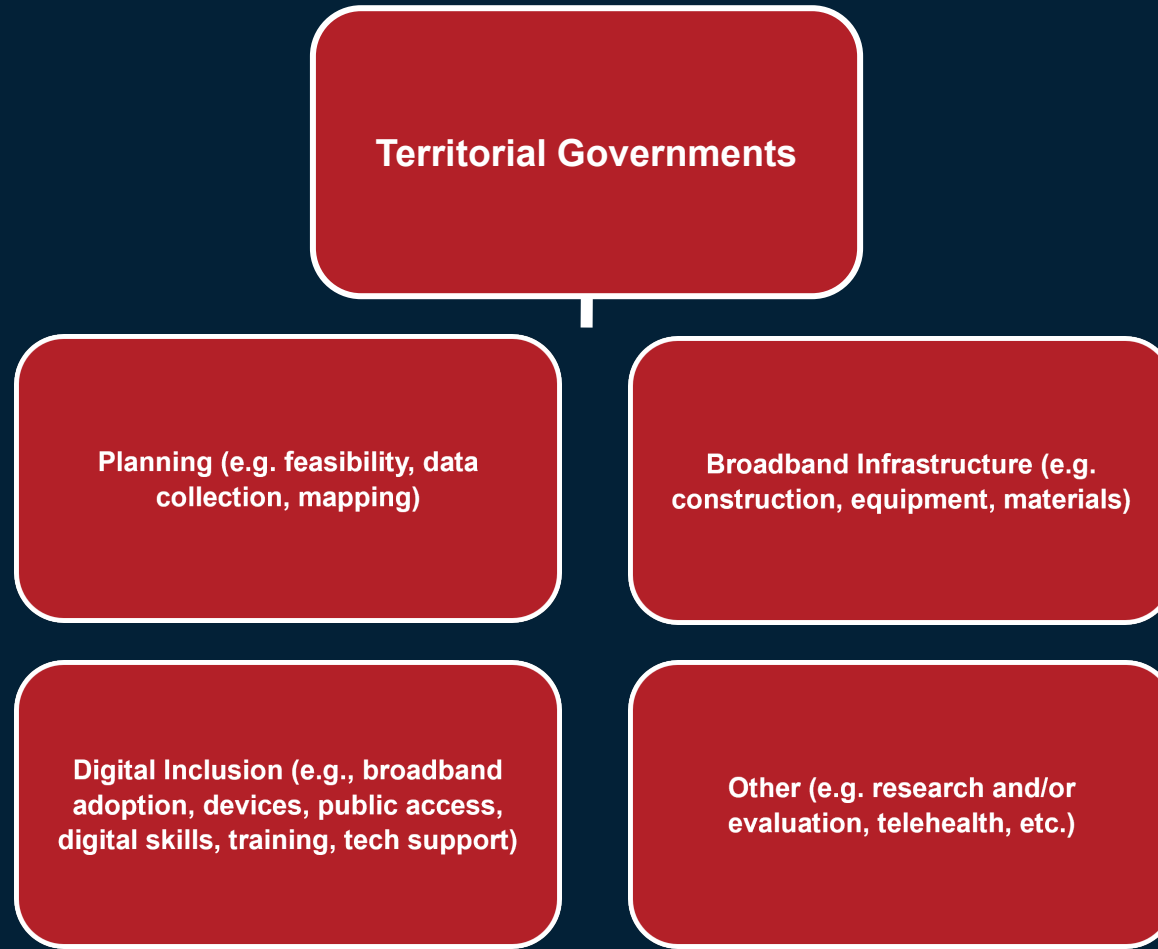 Territorial Governments
Planning (e.g. feasibility, data
collection, mapping)
Broadband Infrastructure (e.g.
construction, equipment, materials)
Digital Inclusion (e.g., broadband
adoption, devices, public access,
digital skills, training, tech support)
Other (e.g. research and/or
evaluation, telehealth, etc.)